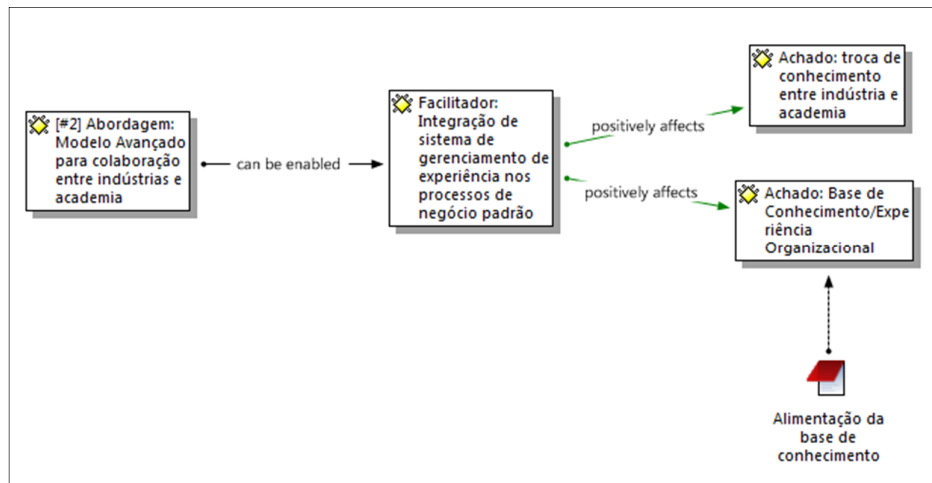 [#2] Abordagem:
Modelo Avançado
para colaboração
entre indústrias e
academia
can be enabled
Facilitador:
Integração de
sistema de
gerenciamento de
experiência nos
processos de
negócio padrão
positively affects
Achado: troca de
conhecimento
entre indústria e
academia
positively affects
Achado: Base de
Conhecimento/Expe
riência
Organizacional
Alimentação da
base de
conhecimento